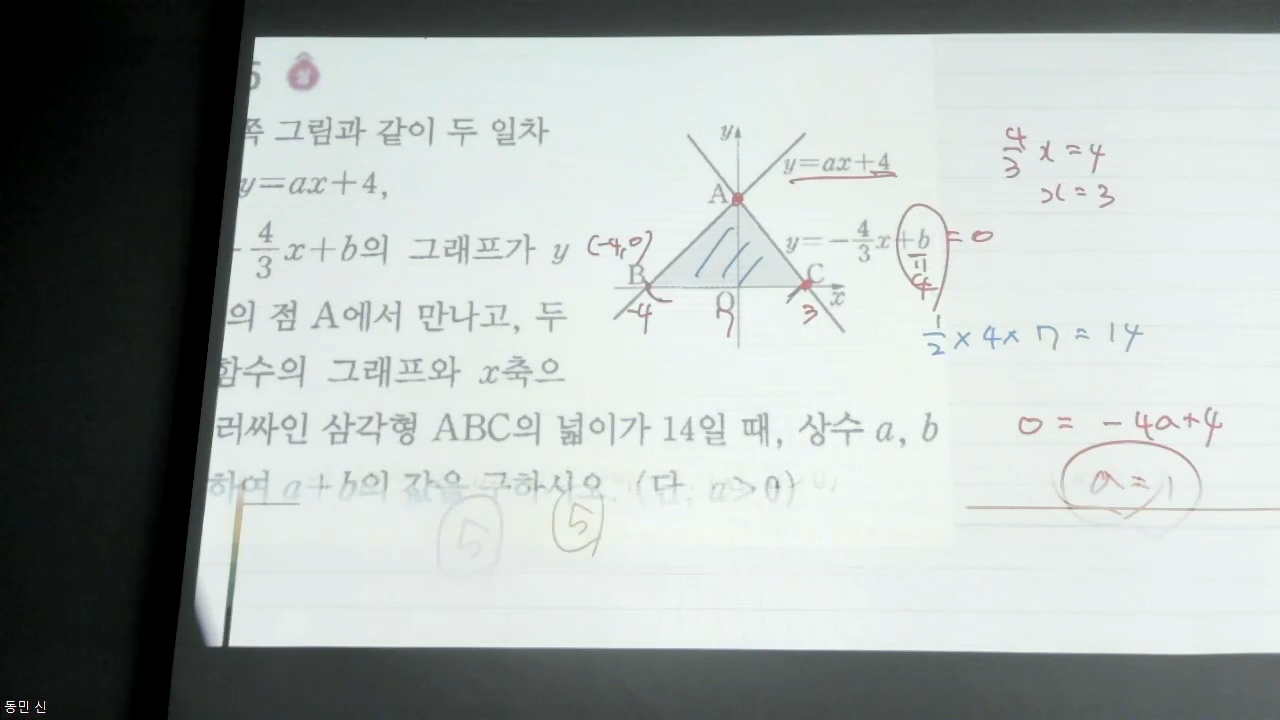 5
쪽 그림과 같이 두 일차
y=ax+4,
-4/3x+b의 그래프가 y
의 점 A에서 만나고, 두
함수의 그래프와 x축으
러싸인 삼각형 ABC의 넓이가 14일 때, 상수 a, b
하여 a+b의 값을 구하시오. (단, a>0)
5 5
y
y=ax+4
A
y=-4/3x+b=0
4
(-4,0)
B O C x
-4 7 3
4/3 x=4
x=3
1/2×4×7=14
0=-4a+4
a=1
동민 신